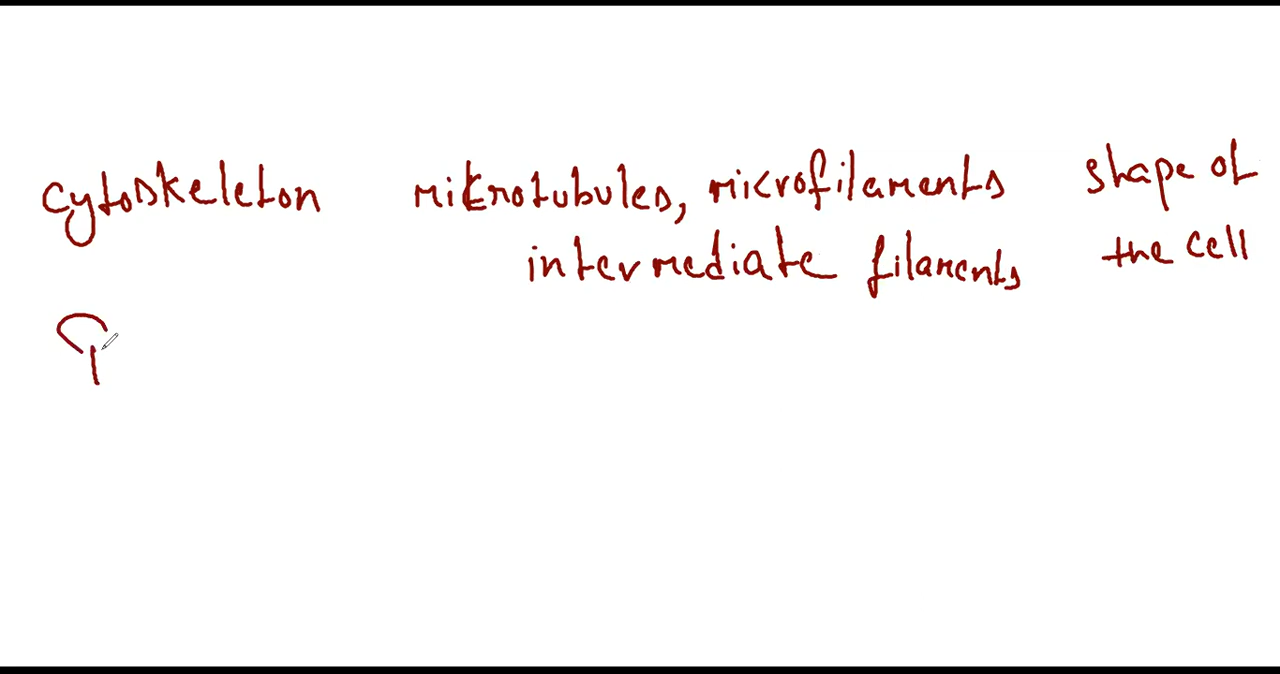 cytoskeleton mikrotubules, microfilaments shape of
intermediate filaments the cell